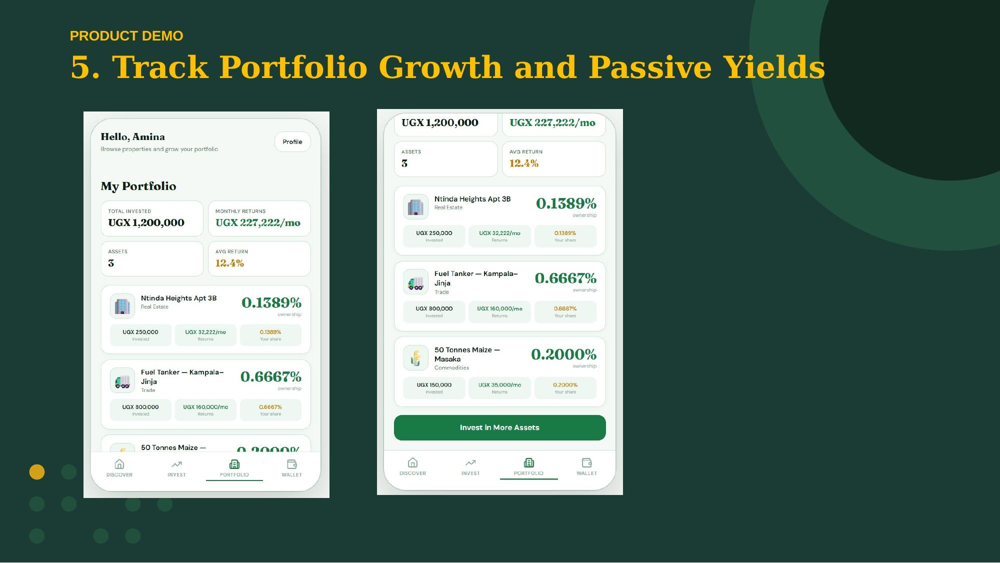 PRODUCT DEMO
5. Track Portfolio Growth and Passive Yields
Hello, Amina
Browse properties and grow your portfolio
Profile
My Portfolio
TOTAL INVESTED
UGX 1,200,000
MONTHLY RETURNS
UGX 227,222/mo
ASSETS
3
AVG RETURN
12.4%
Ntinda Heights Apt 3B
Real Estate
0.1389%
ownership
UGX 250,000
Invested
UGX 32,222/mo
Returns
0.1389%
Your share
Fuel Tanker — Kampala–
Jinja
Trade
0.6667%
ownership
UGX 800,000
Invested
UGX 160,000/mo
Returns
0.6667%
Your share
50 Tonnes Maize —
0.2000%
DISCOVER
INVEST
PORTFOLIO
WALLET
UGX 1,200,000
UGX 227,222/mo
ASSETS
3
AVG RETURN
12.4%
Ntinda Heights Apt 3B
Real Estate
0.1389%
ownership
UGX 250,000
Invested
UGX 32,222/mo
Returns
0.1389%
Your share
Fuel Tanker — Kampala–
Jinja
Trade
0.6667%
ownership
UGX 800,000
Invested
UGX 160,000/mo
Returns
0.6667%
Your share
50 Tonnes Maize —
Masaka
Commodities
0.2000%
ownership
UGX 150,000
Invested
UGX 35,000/mo
Returns
0.2000%
Your share
Invest in More Assets
DISCOVER
INVEST
PORTFOLIO
WALLET